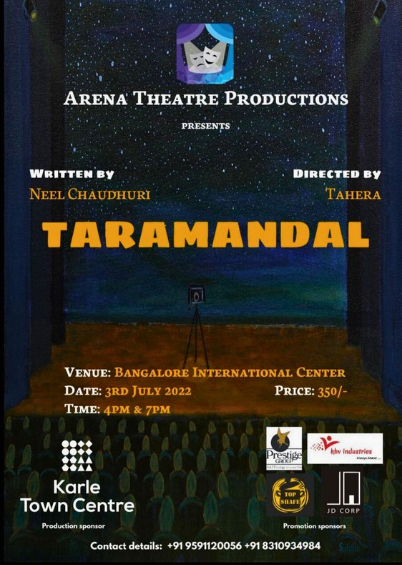 Arena Theatre Productions
presents
Written by
Neel Chaudhuri
Directed by
Tahera
TARAMANDAL
Venue: Bangalore International Center
Date: 3rd July 2022
Price: 350/-
Time: 4pm & 7pm
Karle
Town Centre
Production sponsor
Prestige
GROUP
hhv industries
TOP
SHAFT
JD CORP
Promotion sponsors
Contact details: +91 9591120056 +91 8310934984